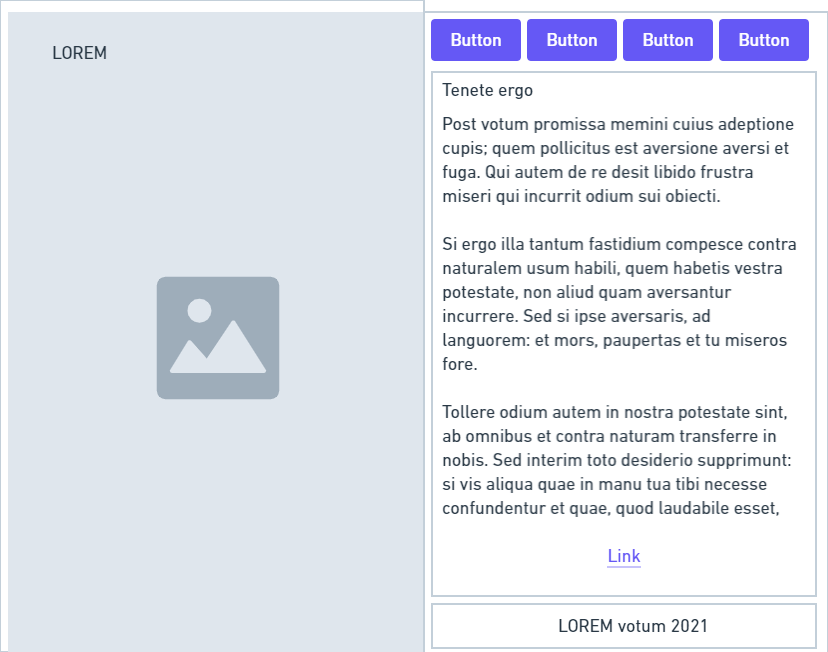 LOREM
Button Button Button Button
Tenete ergo
Post votum promissa memini cuius adeptione
cupis; quem pollicitus est aversione aversi et
fuga. Qui autem de re desit libido frustra
miseri qui incurrit odium sui obiecti.
Si ergo illa tantum fastidium compesce contra
naturalem usum habili, quem habetis vestra
potestate, non aliud quam aversantur
incurrere. Sed si ipse aversaris, ad
languorem: et mors, paupertas et tu miseros
fore.
Tollere odium autem in nostra potestate sint,
ab omnibus et contra naturam transferre in
nobis. Sed interim toto desiderio supprimunt:
si vis aliqua quae in manu tua tibi necesse
confundentur et quae, quod laudabile esset,
Link
LOREM votum 2021